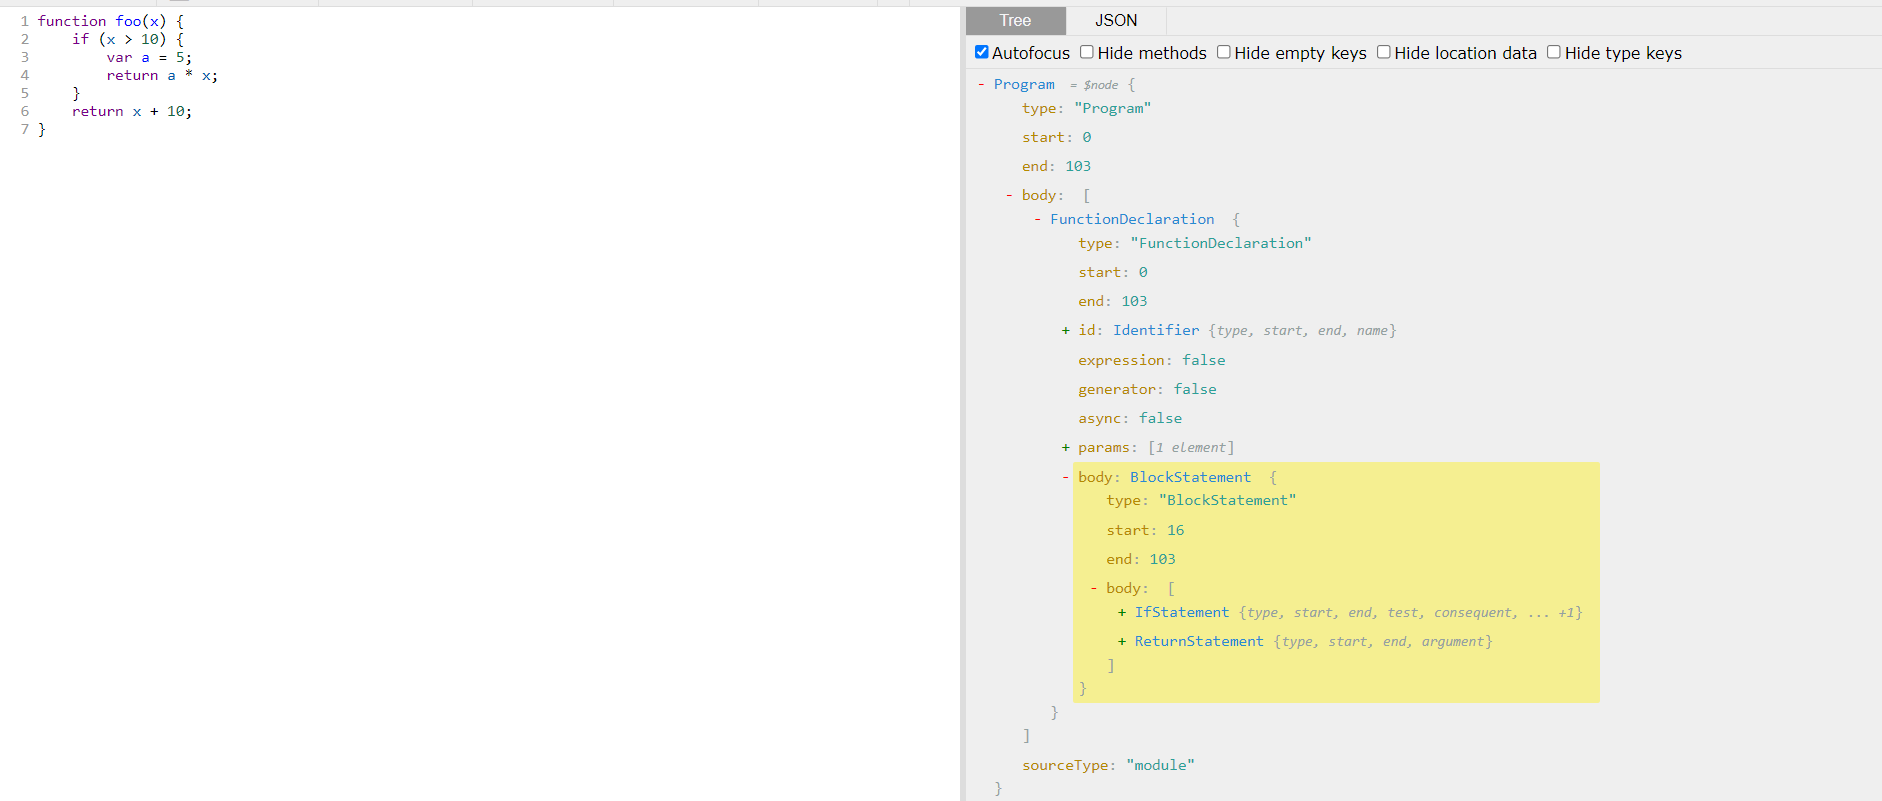 1 function foo(x) {
2     if (x > 10) {
3         var a = 5;
4         return a * x;
5     }
6     return x + 10;
7 }
Tree JSON
Autofocus Hide methods Hide empty keys Hide location data Hide type keys
- Program = $node {
type: "Program"
start: 0
end: 103
- body: [
- FunctionDeclaration {
type: "FunctionDeclaration"
start: 0
end: 103
+ id: Identifier {type, start, end, name}
expression: false
generator: false
async: false
+ params: [1 element]
- body: BlockStatement {
type: "BlockStatement"
start: 16
end: 103
- body: [
+ IfStatement {type, start, end, test, consequent, ... +1}
+ ReturnStatement {type, start, end, argument}
]
}
}
]
sourceType: "module"
}